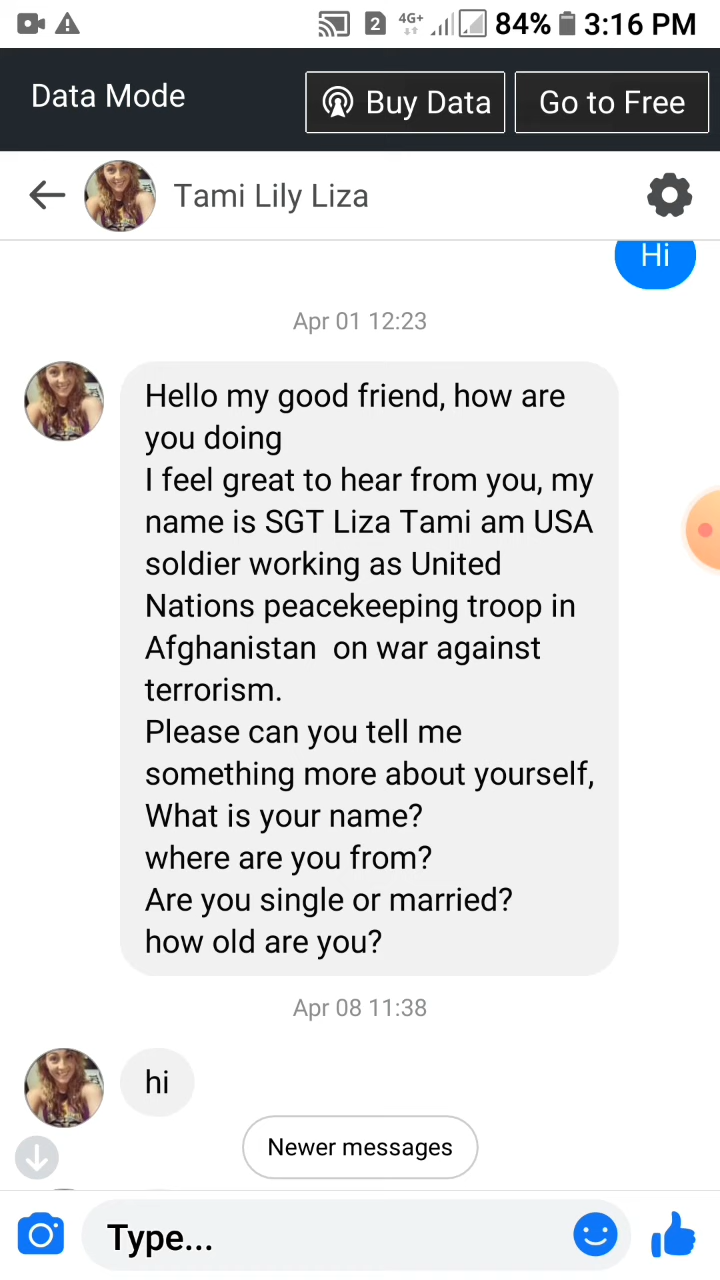 2 4G+ 84% 3:16 PM
Data Mode Buy Data Go to Free
Tami Lily Liza
Hi
Apr 01 12:23
Hello my good friend, how are
you doing
I feel great to hear from you, my
name is SGT Liza Tami am USA
soldier working as United
Nations peacekeeping troop in
Afghanistan  on war against
terrorism.
Please can you tell me
something more about yourself,
What is your name?
where are you from?
Are you single or married?
how old are you?
Apr 08 11:38
hi
Newer messages
Type...